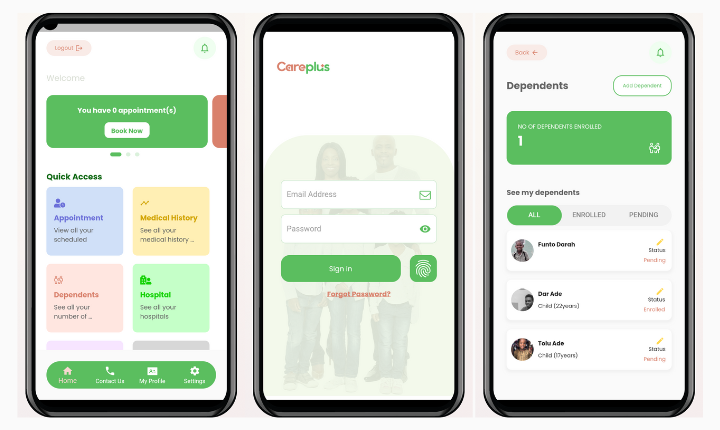 Logout
Welcome
You have 0 appointment(s)
Book Now
Quick Access
Appointment
View all your
scheduled
Medical History
See all your
medical history ...
Dependents
See all your
number of ...
Hospital
See all your
hospitals
Home
Contact Us
My Profile
Settings
Careplus
Email Address
Password
Sign In
Forgot Password?
Back
Dependents
Add Dependent
NO OF DEPENDENTS ENROLLED
1
See my dependents
ALL
ENROLLED
PENDING
Funto Darah
Status
Pending
Dar Ade
Child (22years)
Status
Enrolled
Tolu Ade
Child (17years)
Status
Pending